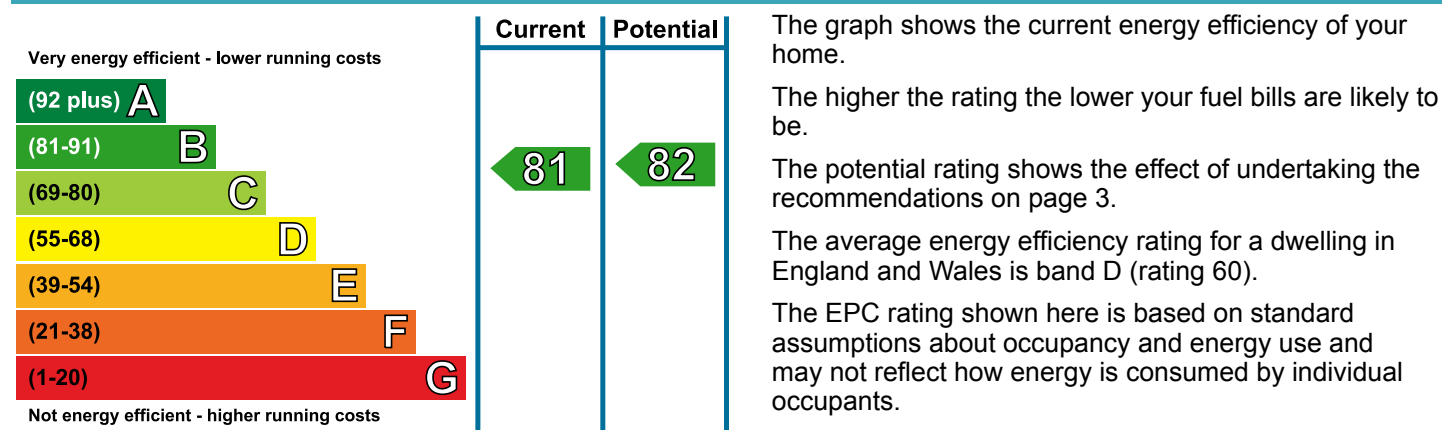 Current Potential
Very energy efficient - lower running costs
(92 plus) A
(81-91) B
(69-80) C
(55-68) D
(39-54) E
(21-38) F
(1-20) G
Not energy efficient - higher running costs
81
82
The graph shows the current energy efficiency of your
home.
The higher the rating the lower your fuel bills are likely to
be.
The potential rating shows the effect of undertaking the
recommendations on page 3.
The average energy efficiency rating for a dwelling in
England and Wales is band D (rating 60).
The EPC rating shown here is based on standard
assumptions about occupancy and energy use and
may not reflect how energy is consumed by individual
occupants.